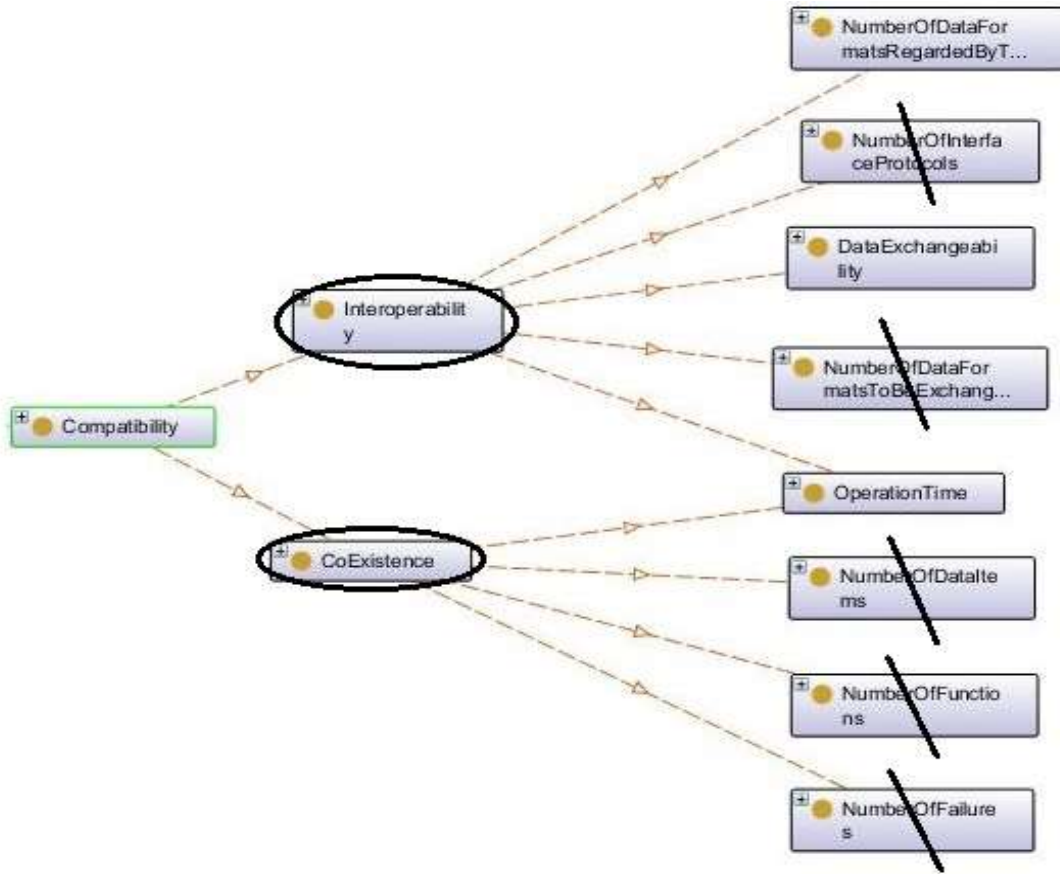 NumberOfDataFor
matsRegardedByT...
NumberOfInterfa
ceProtocols
DataExchangeabi
lity
Interoperabilit
y
NumberOfDataFor
matsToBeExchang...
Compatibility
OperationTime
CoExistence
NumberOfDataIte
ms
NumberOfFunctio
ns
NumberOfFailure
s